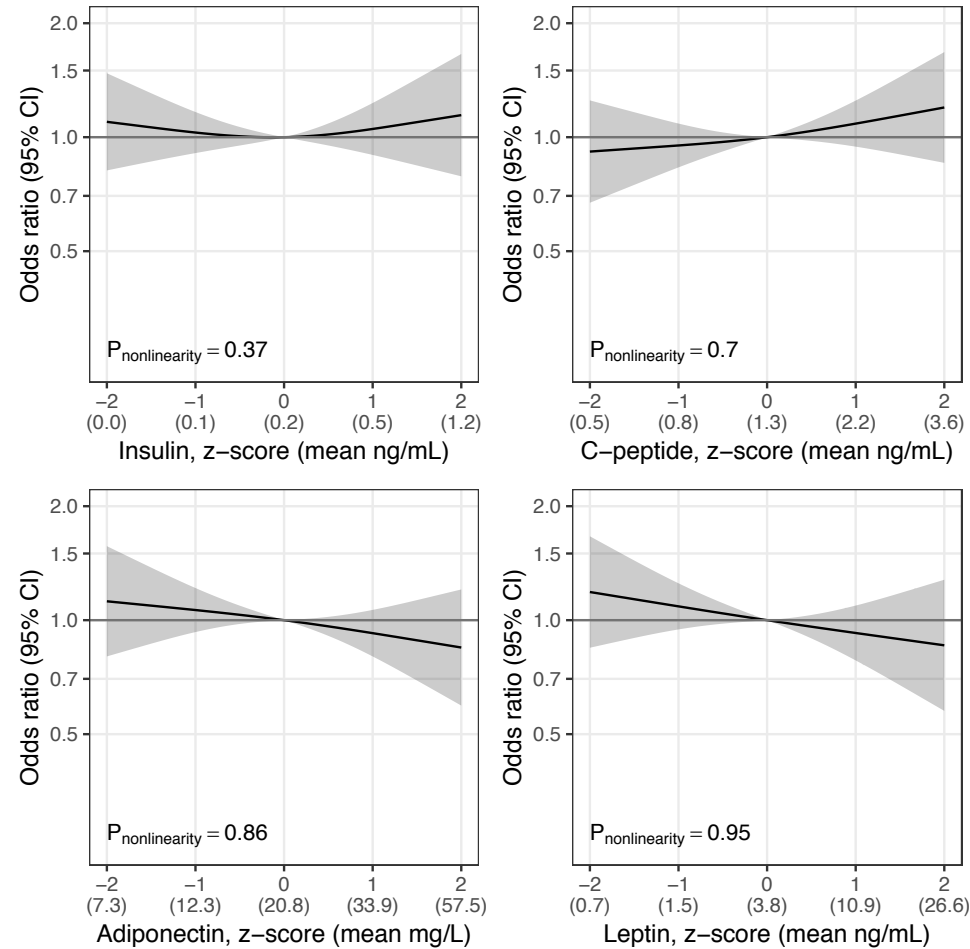 2.0
1.5
1.0
0.7
0.5
Odds ratio (95% CI)
Pnonlinearity = 0.37
−2 −1 0 1 2
(0.0) (0.1) (0.2) (0.5) (1.2)
Insulin, z−score (mean ng/mL)
2.0
1.5
1.0
0.7
0.5
Odds ratio (95% CI)
Pnonlinearity = 0.7
−2 −1 0 1 2
(0.5) (0.8) (1.3) (2.2) (3.6)
C−peptide, z−score (mean ng/mL)
2.0
1.5
1.0
0.7
0.5
Odds ratio (95% CI)
Pnonlinearity = 0.86
−2 −1 0 1 2
(7.3) (12.3) (20.8) (33.9) (57.5)
Adiponectin, z−score (mean mg/L)
2.0
1.5
1.0
0.7
0.5
Odds ratio (95% CI)
Pnonlinearity = 0.95
−2 −1 0 1 2
(0.7) (1.5) (3.8) (10.9) (26.6)
Leptin, z−score (mean ng/mL)